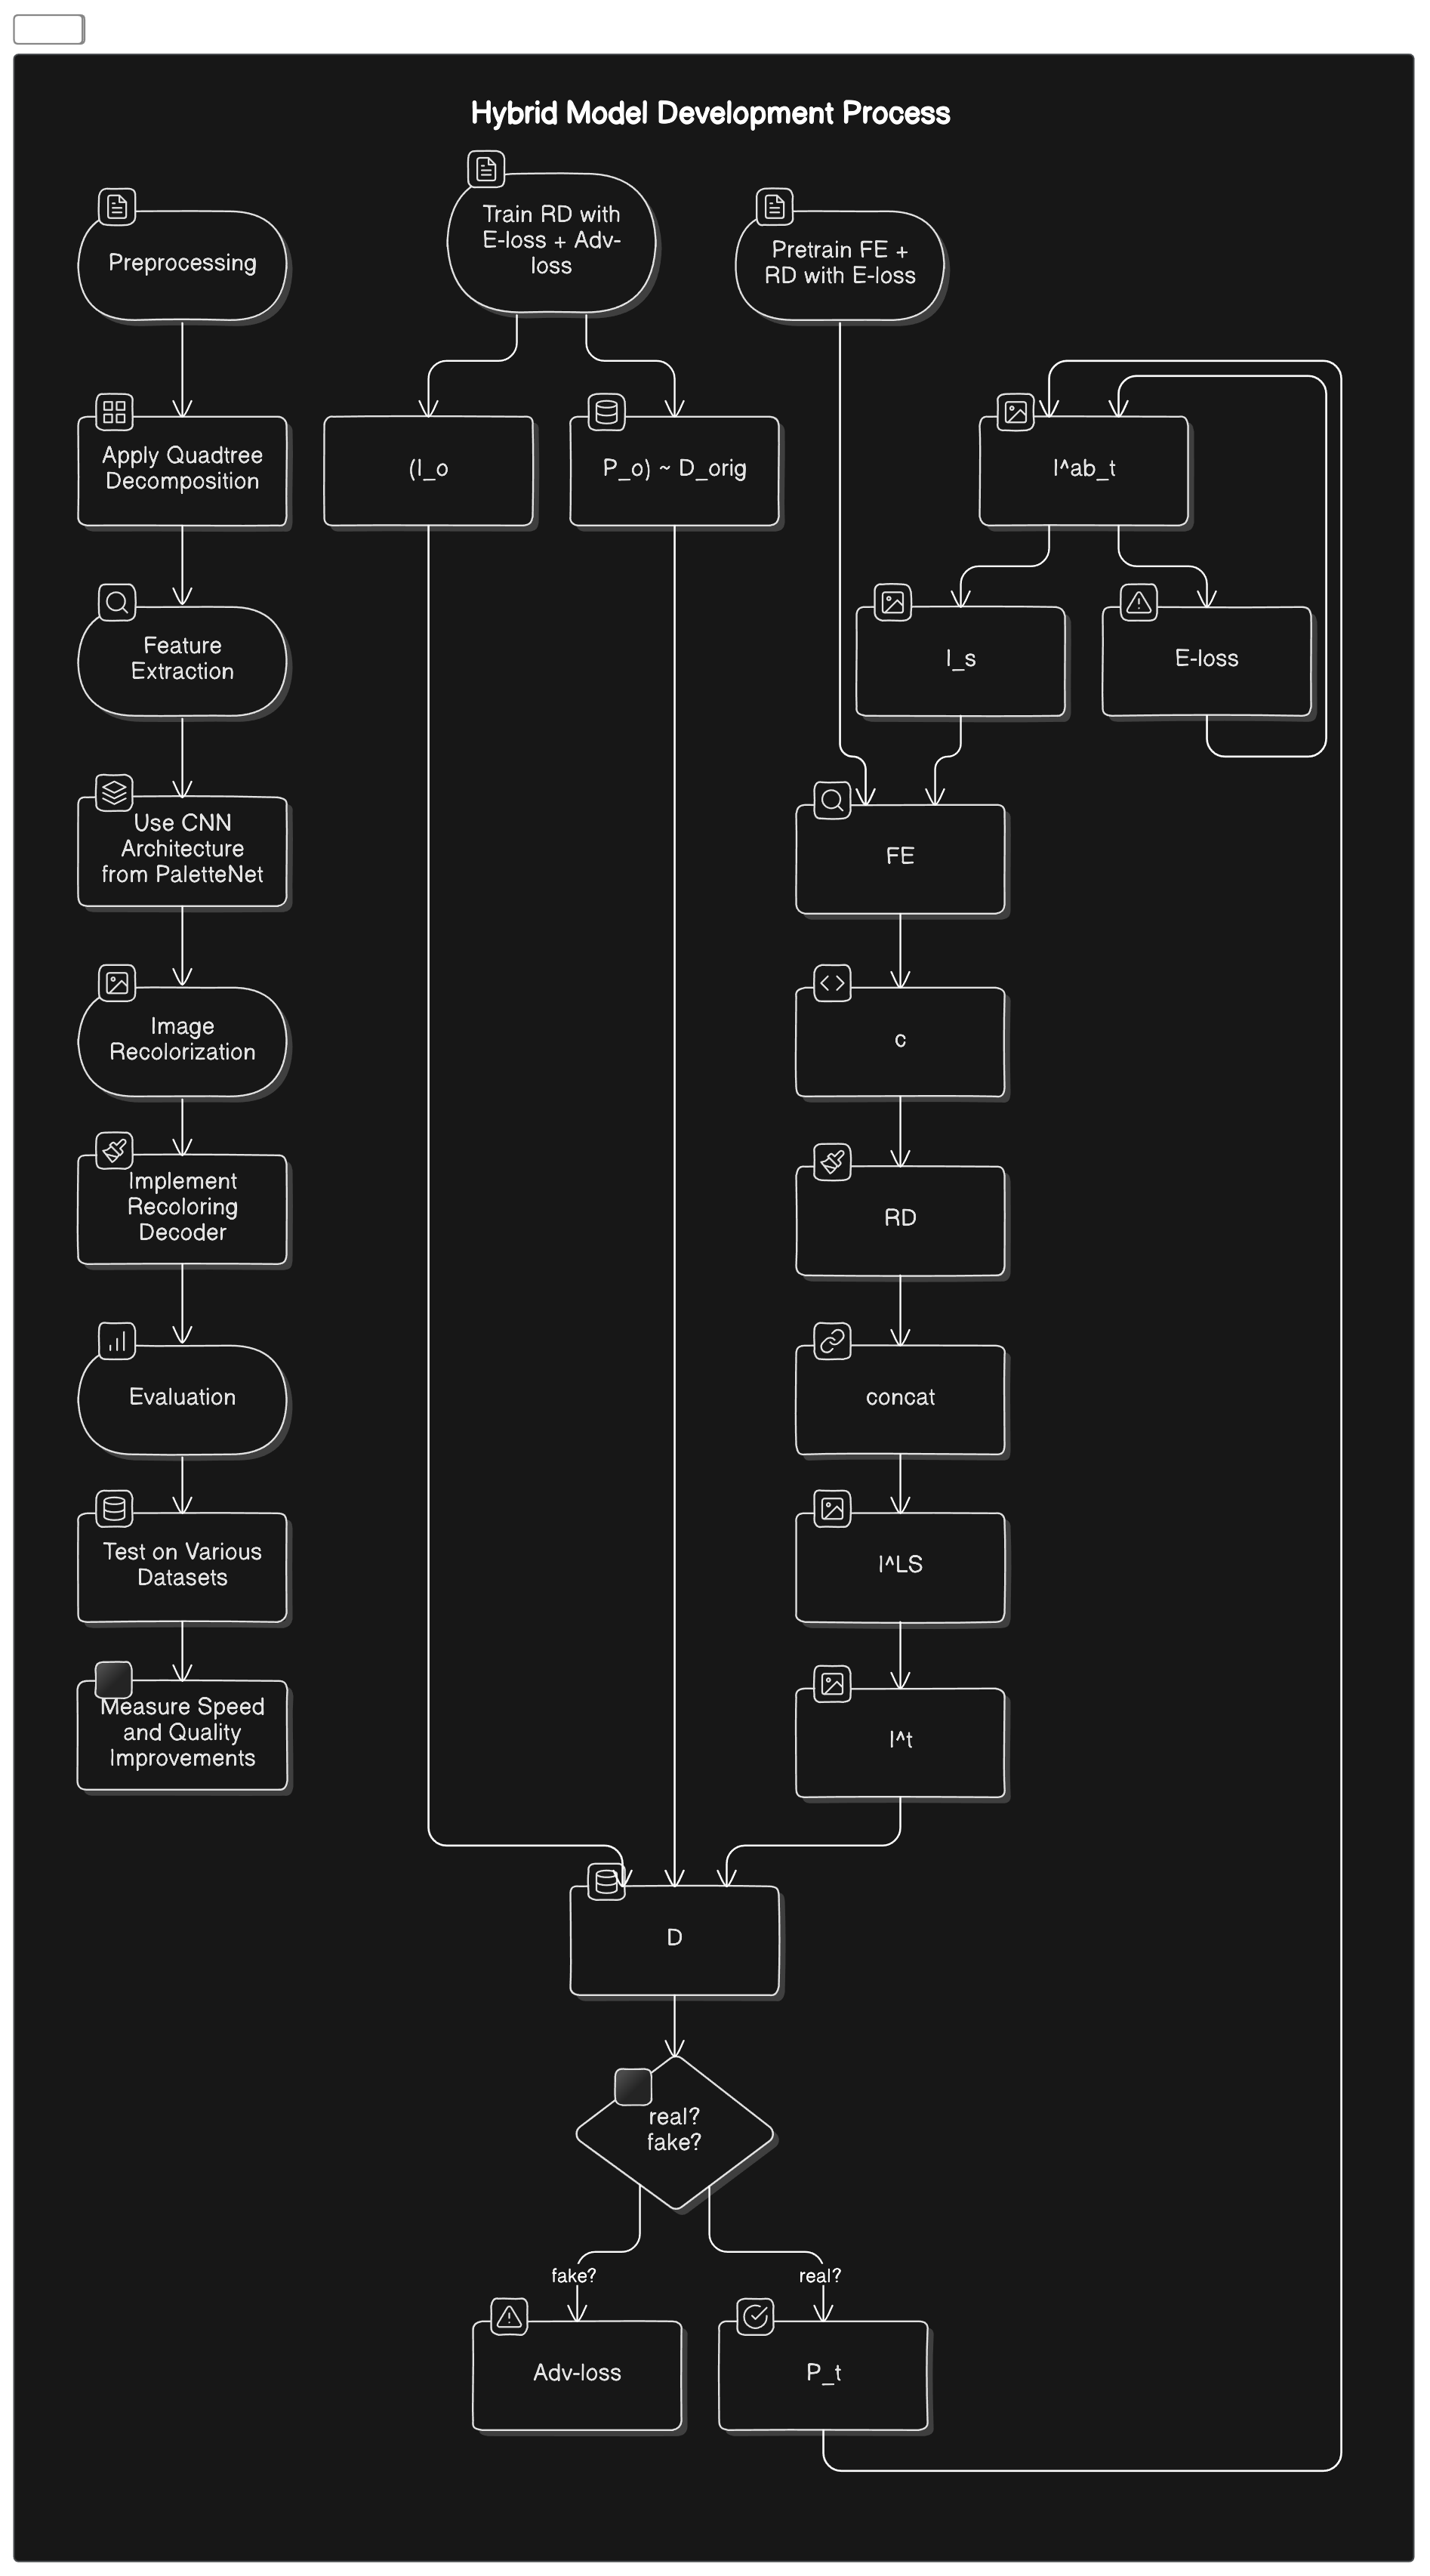 Hybrid Model Development Process
Preprocessing
Train RD with
E-loss + Adv-
loss
Pretrain FE +
RD with E-loss
Apply Quadtree
Decomposition
(I_o
P_o) ~ D_orig
I^ab_t
Feature
Extraction
I_s
E-loss
Use CNN
Architecture
from PaletteNet
FE
Image
Recolorization
c
Implement
Recoloring
Decoder
RD
Evaluation
concat
Test on Various
Datasets
I^LS
Measure Speed
and Quality
Improvements
I^t
D
real?
fake?
fake?
real?
Adv-loss
P_t